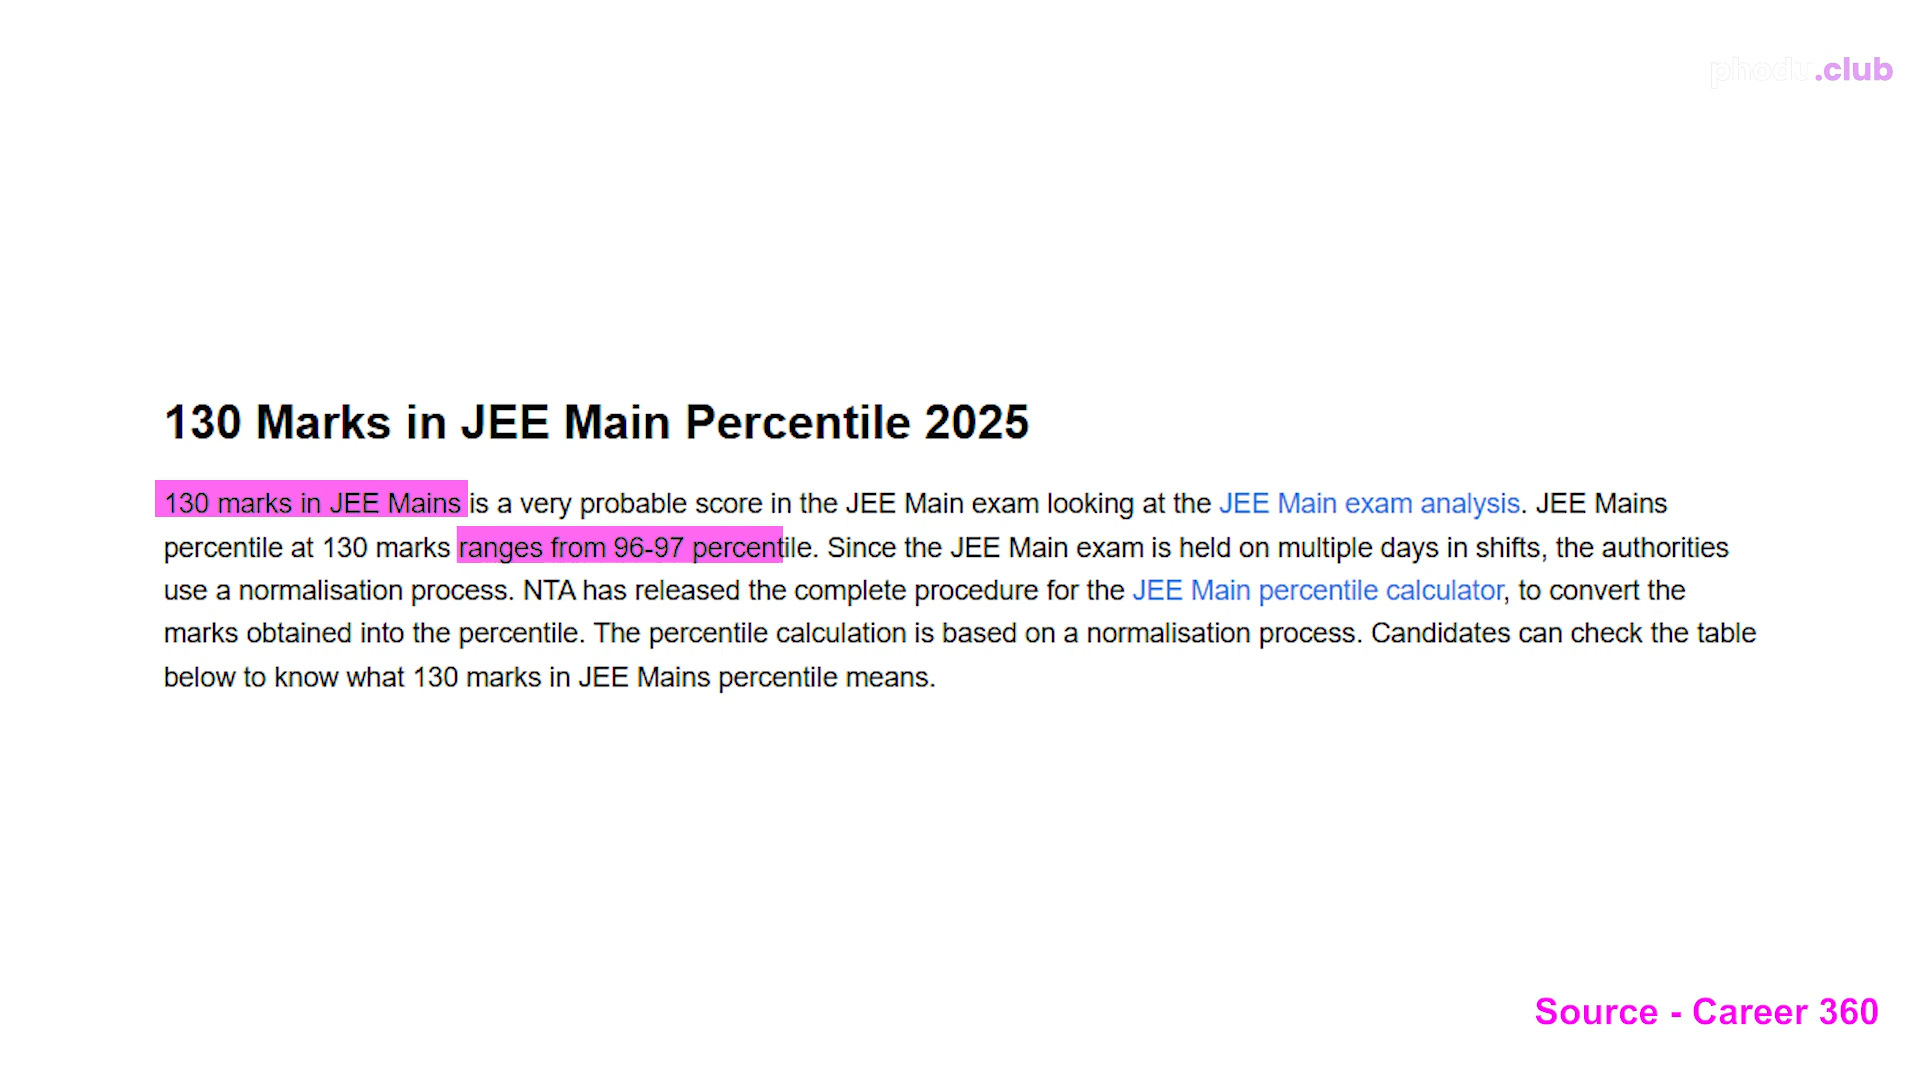 phodu.club
130 Marks in JEE Main Percentile 2025
130 marks in JEE Mains is a very probable score in the JEE Main exam looking at the JEE Main exam analysis. JEE Mains
percentile at 130 marks ranges from 96-97 percentile. Since the JEE Main exam is held on multiple days in shifts, the authorities
use a normalisation process. NTA has released the complete procedure for the JEE Main percentile calculator, to convert the
marks obtained into the percentile. The percentile calculation is based on a normalisation process. Candidates can check the table
below to know what 130 marks in JEE Mains percentile means.
Source - Career 360